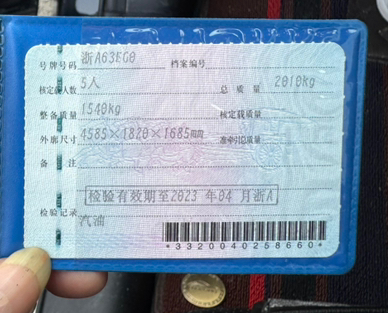 号牌号码 浙A63EG0 档案编号
核定载人数 5人 总质量 2010kg
整备质量 1540kg 核定载质量
外廓尺寸 4585×1820×1685mm 准牵引总质量
备注
检验有效期至2023年04月浙A
检验记录
汽油
*3320040258660*